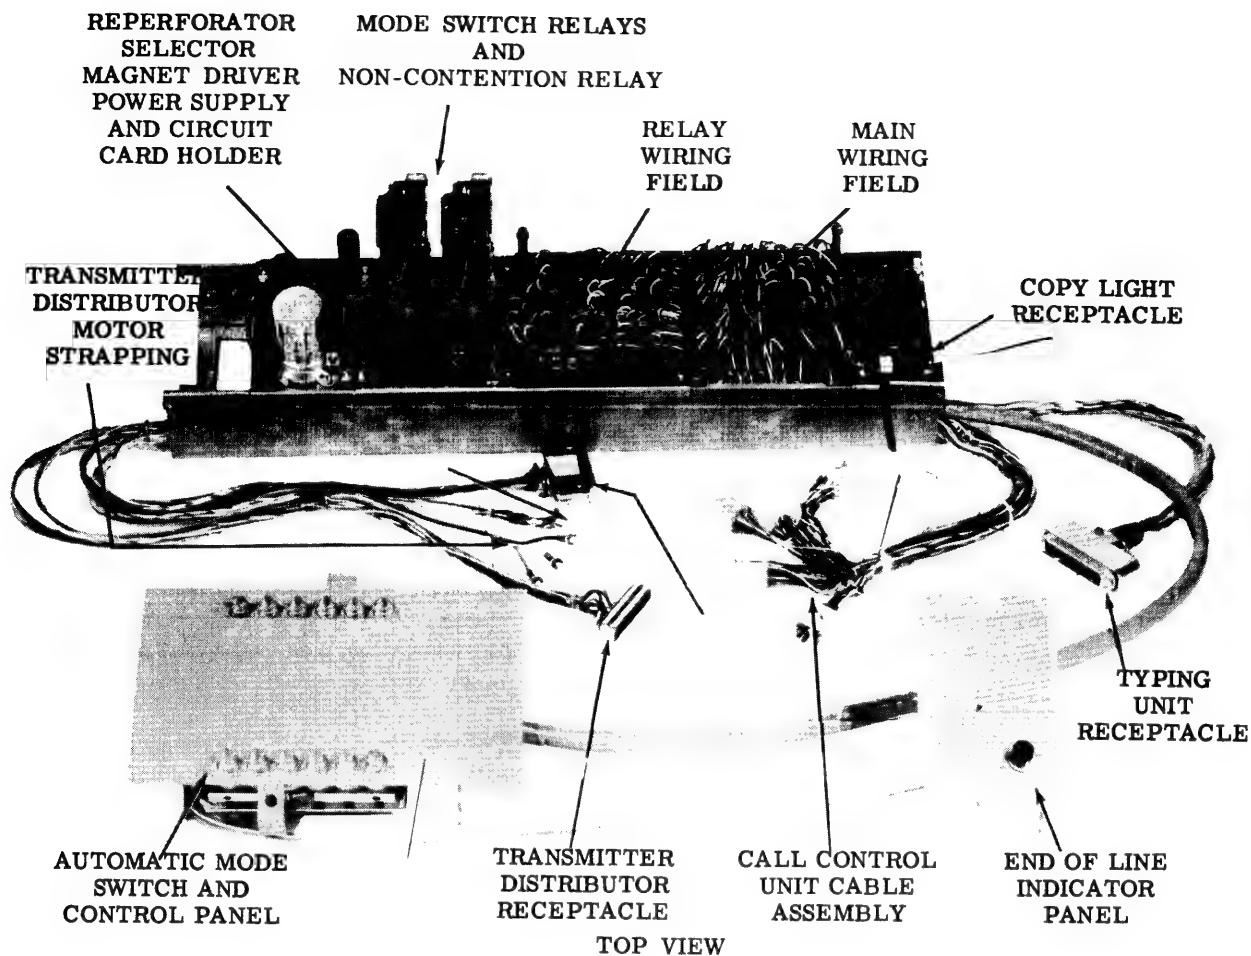 REPERFORATOR
SELECTOR
MAGNET DRIVER
POWER SUPPLY
AND CIRCUIT
CARD HOLDER
MODE SWITCH RELAYS
AND
NON-CONTENTION RELAY
RELAY
WIRING
FIELD
MAIN
WIRING
FIELD
TRANSMITTER
DISTRIBUTOR
MOTOR
STRAPPING
COPY LIGHT
RECEPTACLE
TYPING
UNIT
RECEPTACLE
AUTOMATIC MODE
SWITCH AND
CONTROL PANEL
TRANSMITTER
DISTRIBUTOR
RECEPTACLE
CALL CONTROL
UNIT CABLE
ASSEMBLY
END OF LINE
INDICATOR
PANEL
TOP VIEW